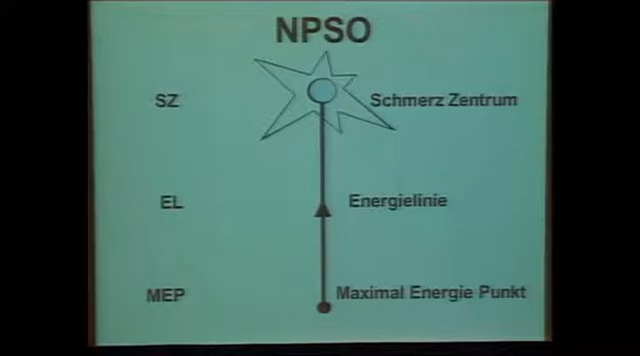 NPSO
SZ Schmerz Zentrum
EL Energielinie
MEP Maximal Energie Punkt